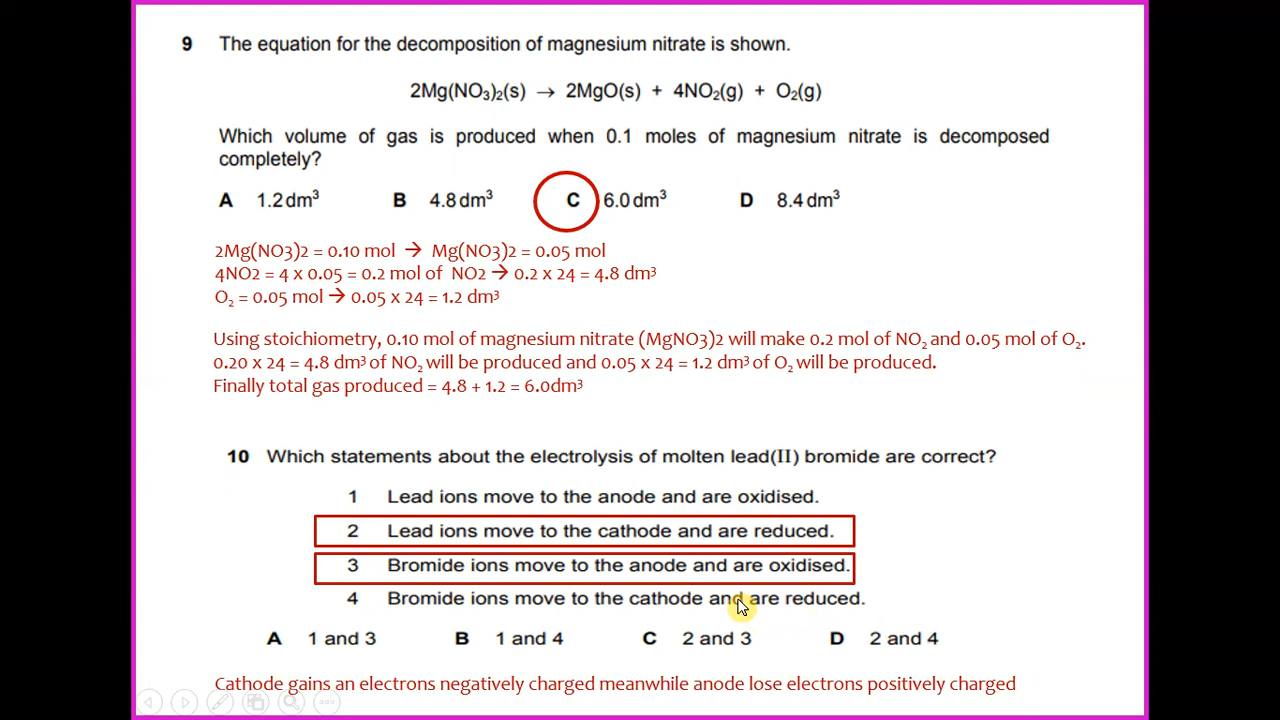 9 The equation for the decomposition of magnesium nitrate is shown.
2Mg(NO₃)₂(s) → 2MgO(s) + 4NO₂(g) + O₂(g)
Which volume of gas is produced when 0.1 moles of magnesium nitrate is decomposed
completely?
A 1.2 dm³ B 4.8 dm³ C 6.0 dm³ D 8.4 dm³
2Mg(NO3)2 = 0.10 mol → Mg(NO3)2 = 0.05 mol
4NO2 = 4 x 0.05 = 0.2 mol of NO2 → 0.2 x 24 = 4.8 dm³
O₂ = 0.05 mol → 0.05 x 24 = 1.2 dm³
Using stoichiometry, 0.10 mol of magnesium nitrate (MgNO3)2 will make 0.2 mol of NO₂ and 0.05 mol of O₂.
0.20 x 24 = 4.8 dm³ of NO₂ will be produced and 0.05 x 24 = 1.2 dm³ of O₂ will be produced.
Finally total gas produced = 4.8 + 1.2 = 6.0dm³
10 Which statements about the electrolysis of molten lead(II) bromide are correct?
1 Lead ions move to the anode and are oxidised.
2 Lead ions move to the cathode and are reduced.
3 Bromide ions move to the anode and are oxidised.
4 Bromide ions move to the cathode and are reduced.
A 1 and 3 B 1 and 4 C 2 and 3 D 2 and 4
Cathode gains an electrons negatively charged meanwhile anode lose electrons positively charged